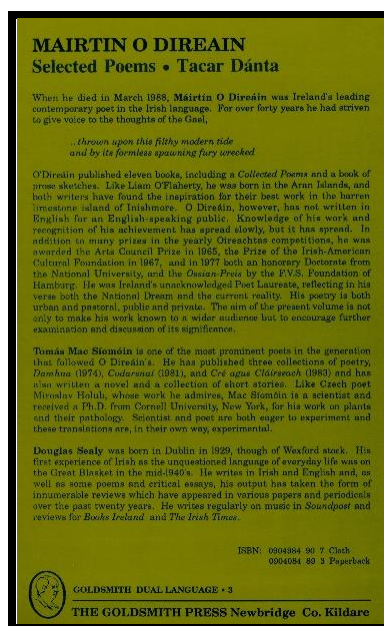 MAIRTIN O DIREAIN
Selected Poems • Tacar Dánta
When he died in March 1988, Máirtín O Direáin was Ireland's leading
contemporary poet in the Irish language. For over forty years he had striven
to give voice to the thoughts of the Gael,
...thrown upon this filthy modern tide
and by its formless spawning fury wrecked
O'Direáin published eleven books, including a Collected Poems and a book of
prose sketches. Like Liam O'Flaherty, he was born in the Aran Islands, and
both writers have found the inspiration for their best work in the barren
limestone island of Inishmore. O Direáin, however, has not written in
English for an English-speaking public. Knowledge of his work and
recognition of his achievement has spread slowly, but it has spread. In
addition to many prizes in the yearly Oireachtas competitions, he was
awarded the Arts Council Prize in 1965, the Prize of the Irish-American
Cultural Foundation in 1967, and in 1977 both an honorary Doctorate from
the National University, and the Ossian-Preis by the F.V.S. Foundation of
Hamburg. He was Ireland's unacknowledged Poet Laureate, reflecting in his
verse both the National Dream and the current reality. His poetry is both
urban and pastoral, public and private. The aim of the present volume is not
only to make his work known to a wider audience but to encourage further
examination and discussion of its significance.
Tomás Mac Síomóin is one of the most prominent poets in the generation
that followed O Direáin's. He has published three collections of poetry,
Damhna (1974), Codarsnaí (1981), and Cré agus Cláirseach (1983) and has
also written a novel and a collection of short stories. Like Czech poet
Miroslav Holub, whose work he admires, Mac Síomóin is a scientist and
received a Ph.D. from Cornell University, New York, for his work on plants
and their pathology. Scientist and poet are both eager to experiment and
these translations are, in their own way, experimental.
Douglas Sealy was born in Dublin in 1929, though of Wexford stock. His
first experience of Irish as the unquestioned language of everyday life was on
the Great Blasket in the mid-1940's. He writes in Irish and English and, as
well as some poems and critical essays, his output has taken the form of
innumerable reviews which have appeared in various papers and periodicals
over the past twenty years. He writes regularly on music in Soundpost and
reviews for Books Ireland and The Irish Times.
ISBN: 0904984 90 7 Cloth
0904984 89 3 Paperback
GOLDSMITH DUAL LANGUAGE • 3
THE GOLDSMITH PRESS Newbridge Co. Kildare